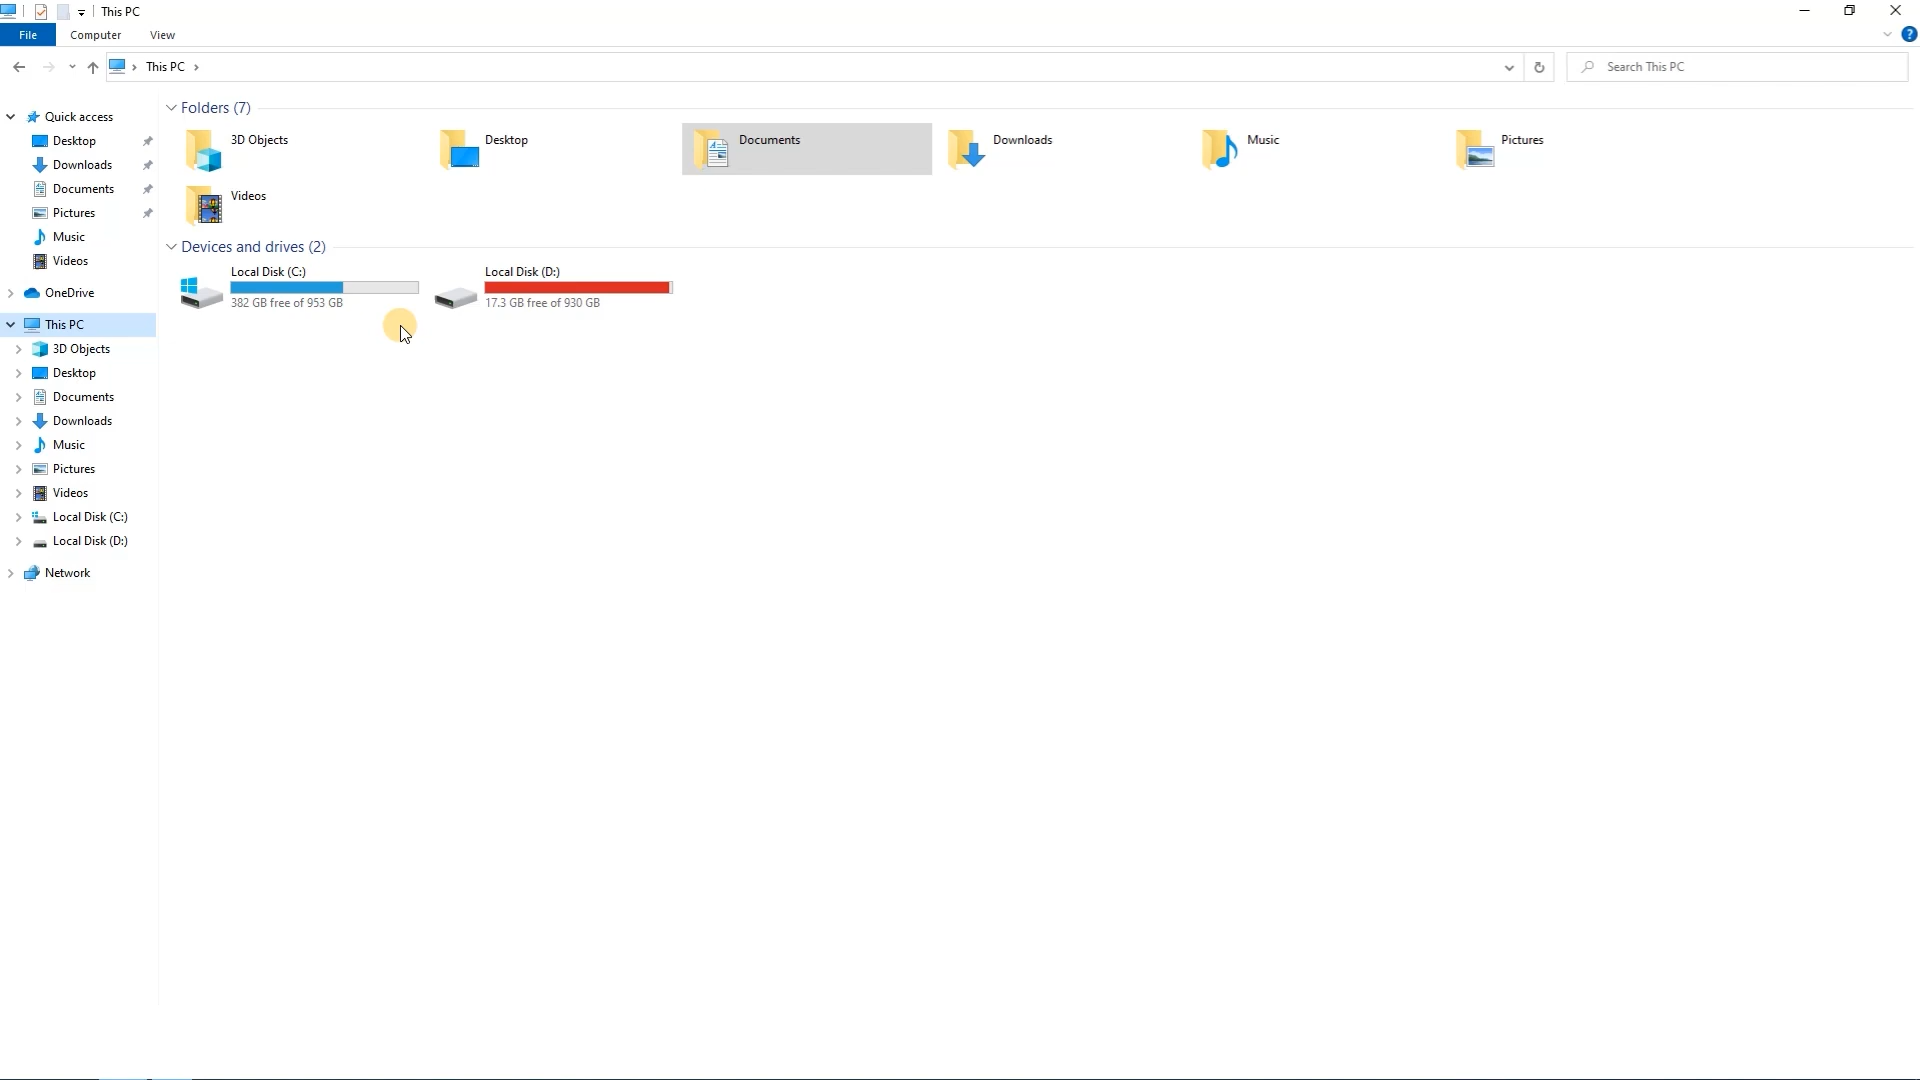 This PC
File
Computer
View
This PC
Search This PC
Quick access
Desktop
Downloads
Documents
Pictures
Music
Videos
OneDrive
This PC
3D Objects
Desktop
Documents
Downloads
Music
Pictures
Videos
Local Disk (C:)
Local Disk (D:)
Network
Folders (7)
3D Objects
Desktop
Documents
Downloads
Music
Pictures
Videos
Devices and drives (2)
Local Disk (C:)
382 GB free of 953 GB
Local Disk (D:)
17.3 GB free of 930 GB